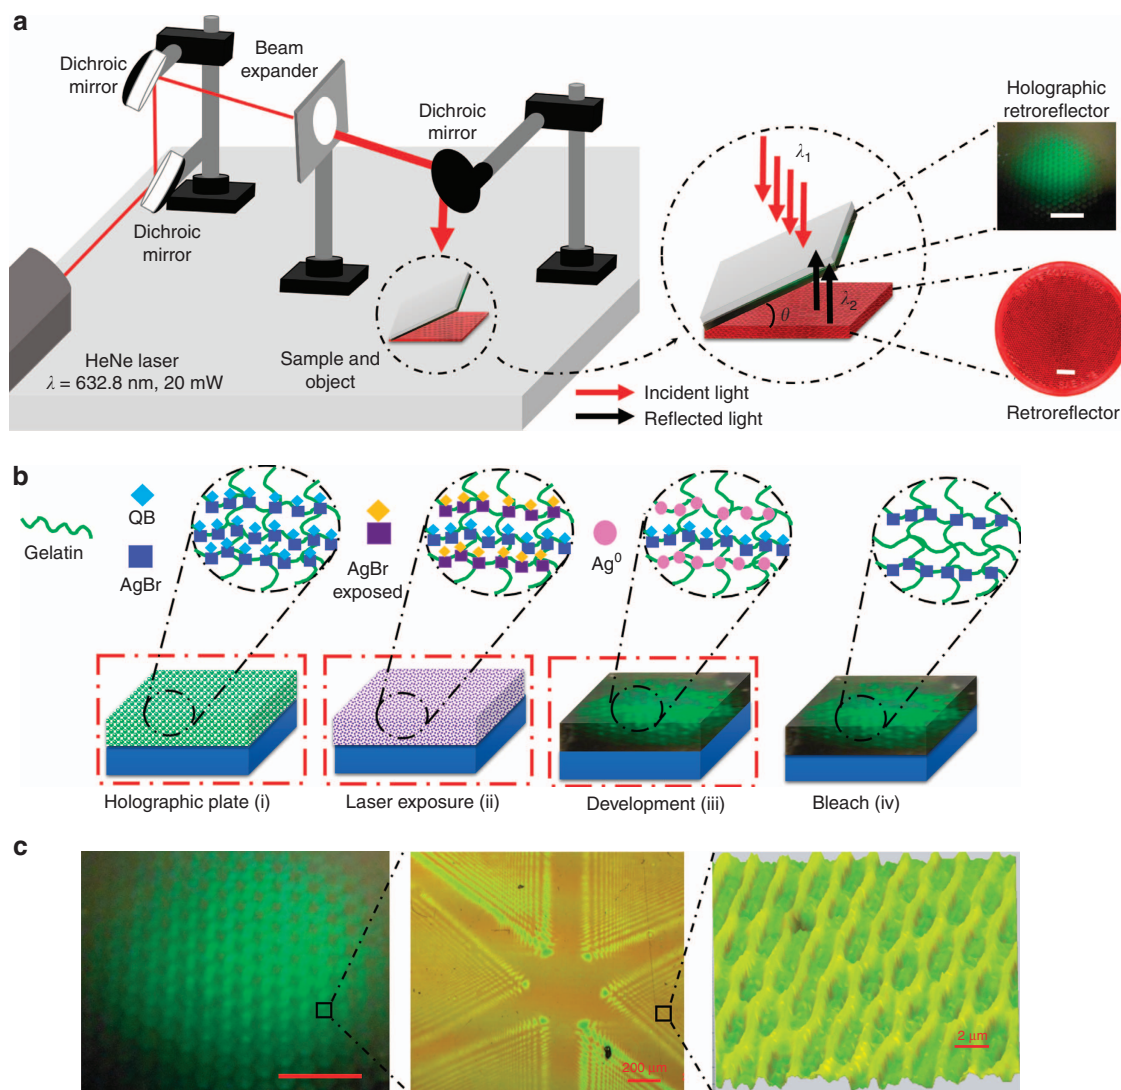 a
Dichroic
mirror
Beam
expander
Dichroic
mirror
Dichroic
mirror
HeNe laser
λ = 632.8 nm, 20 mW
Sample and
object
λ1
λ2
θ
Incident light
Reflected light
Holographic
retroreflector
Retroreflector
b
Gelatin
QB
AgBr
AgBr
exposed
Ag⁰
Holographic plate (i)
Laser exposure (ii)
Development (iii)
Bleach (iv)
c
200 µm
2 µm